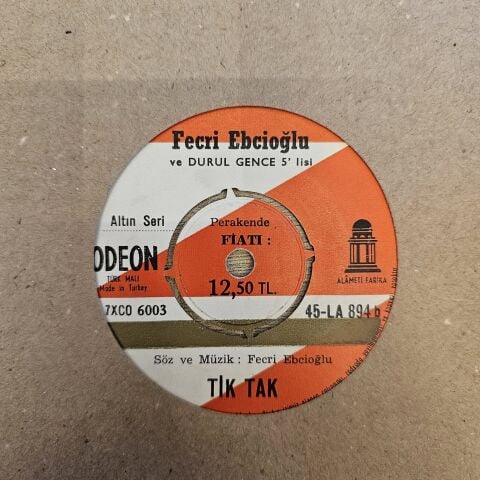 Fecri Ebcioğlu
ve DURUL GENCE 5' lisi
Altın Seri
Perakende
FİATI :
ODEON
TÜRK MALI
Made in Turkey
12,50 TL.
ALÂMETİ FARİKA
7XCO 6003
45-LA 894 b
Söz ve Müzik : Fecri Ebcioğlu
TİK TAK